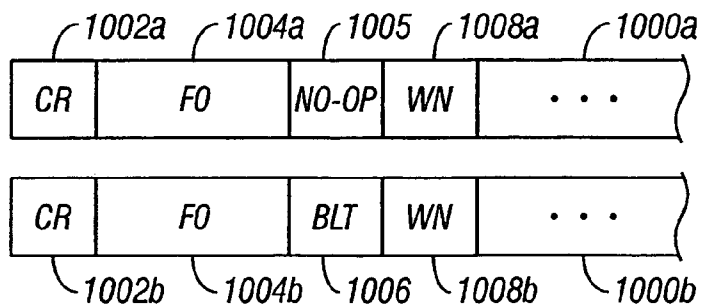 1002a 1004a 1005 1008a 1000a
CR F0 NO-OP WN . . .
CR F0 BLT WN . . .
1002b 1004b 1006 1008b 1000b